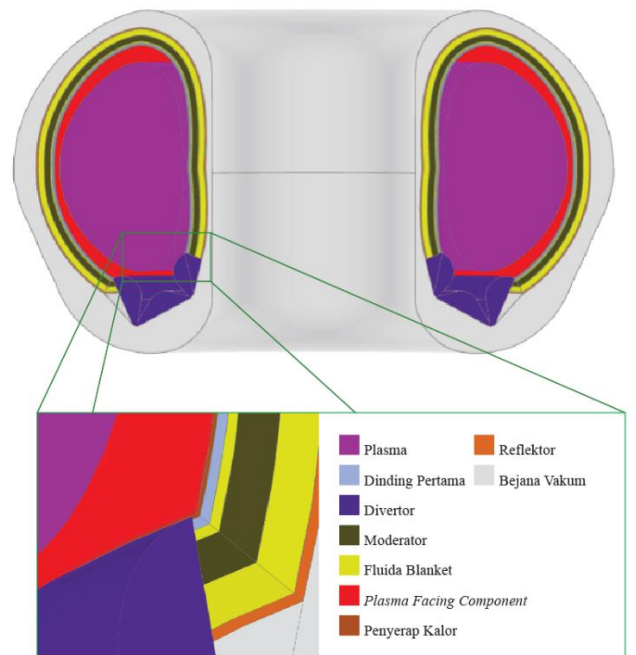 Plasma
Dinding Pertama
Divertor
Moderator
Fluida Blanket
Plasma Facing Component
Penyerap Kalor
Reflektor
Bejana Vakum